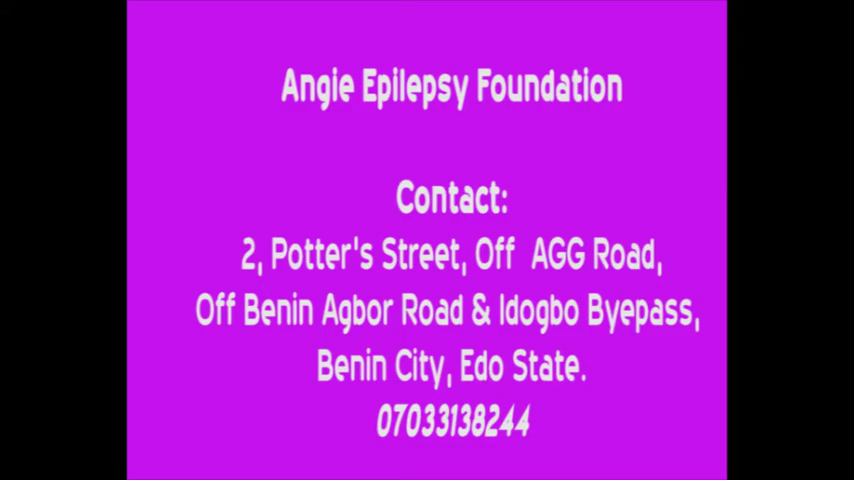 Angie Epilepsy Foundation
Contact:
2, Potter's Street, Off AGG Road,
Off Benin Agbor Road & Idogbo Byepass,
Benin City, Edo State.
07033138244